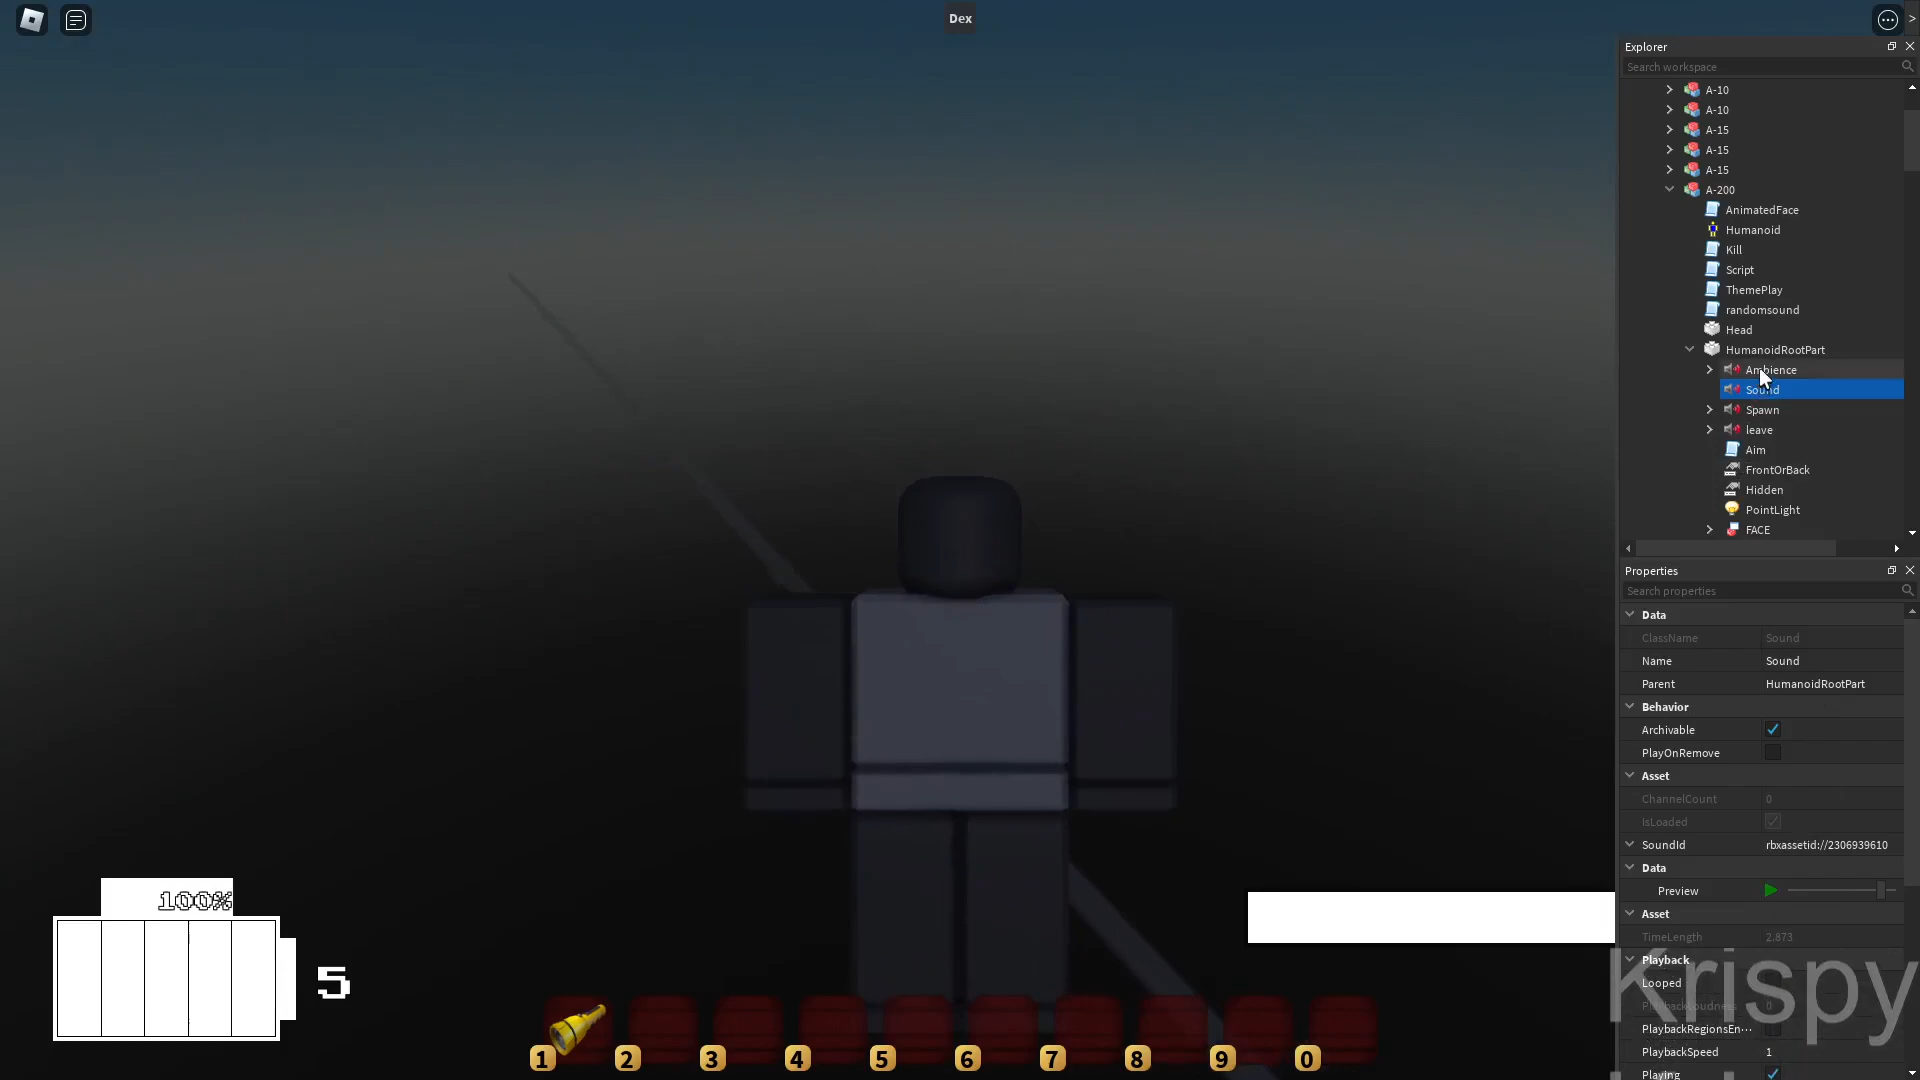 Dex
>
Explorer
Search workspace
A-10
A-10
A-15
A-15
A-15
A-200
AnimatedFace
Humanoid
Kill
Script
ThemePlay
randomsound
Head
HumanoidRootPart
Ambience
Sound
Spawn
leave
Aim
FrontOrBack
Hidden
PointLight
FACE
Properties
Search properties
Data
ClassName Sound
Name Sound
Parent HumanoidRootPart
Behavior
Archivable
PlayOnRemove
Asset
ChannelCount 0
IsLoaded
SoundId rbxassetid://2306939610
Data
Preview
Asset
TimeLength 2.873
Playback
Looped
PlaybackLoudness 0
PlaybackRegionsEn...
PlaybackSpeed 1
Playing
Krispy
100%
5
1 2 3 4 5 6 7 8 9 0